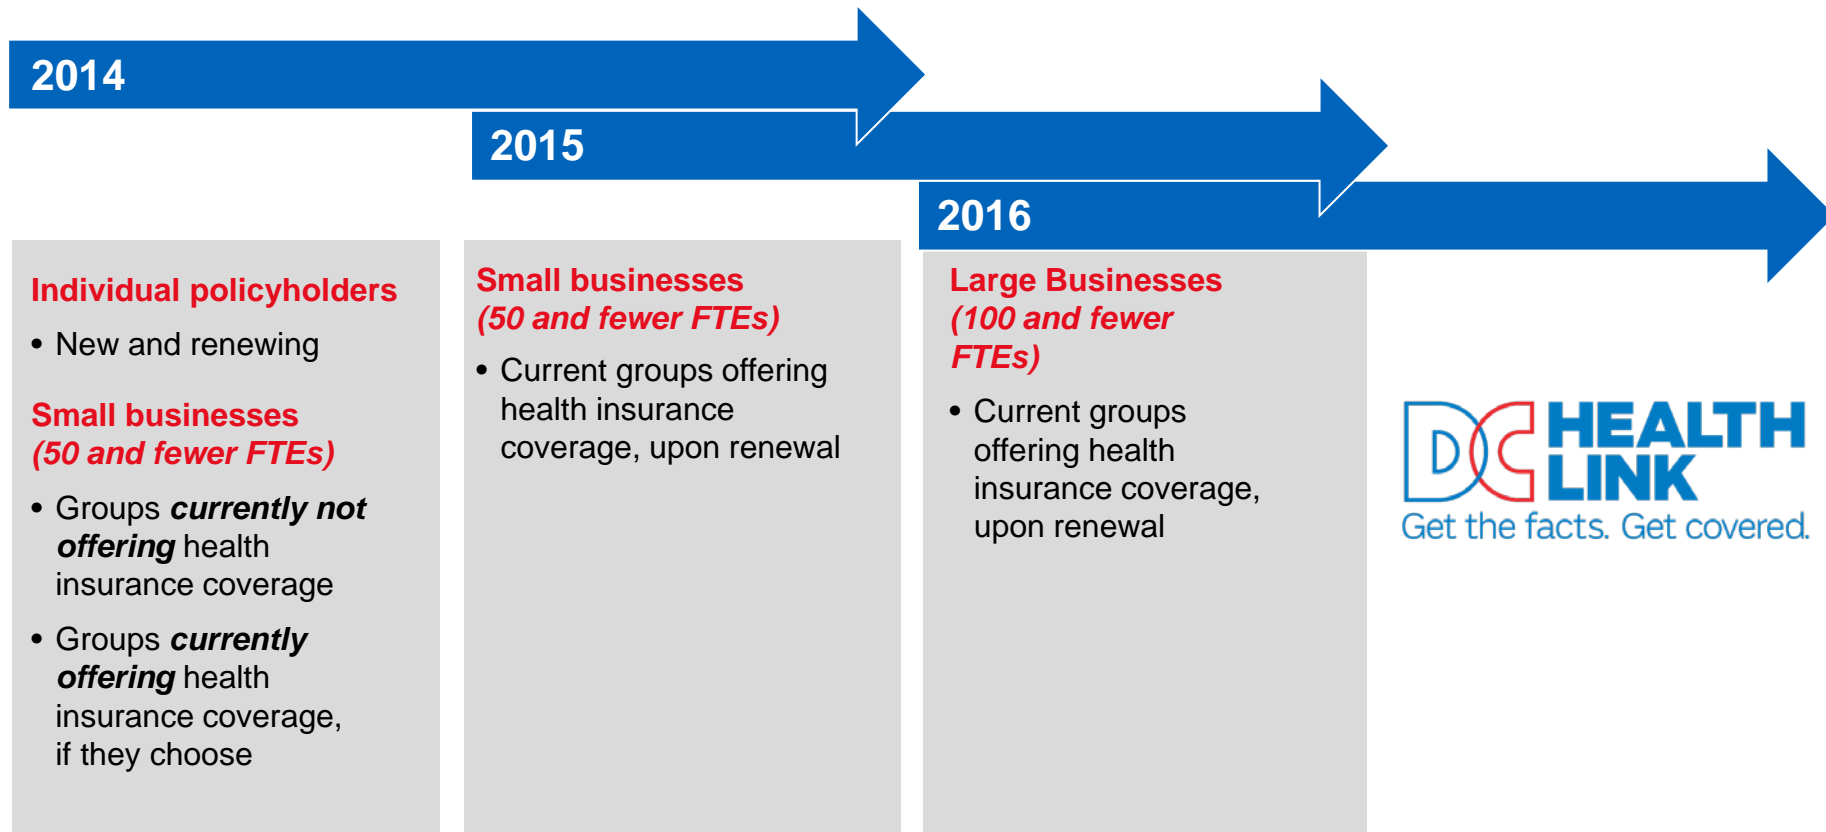 2014
2015
2016
Individual policyholders
• New and renewing
Small businesses
(50 and fewer FTEs)
• Groups currently not
offering health
insurance coverage
• Groups currently
offering health
insurance coverage,
if they choose
Small businesses
(50 and fewer FTEs)
• Current groups offering
health insurance
coverage, upon renewal
Large Businesses
(100 and fewer
FTEs)
• Current groups
offering health
insurance coverage,
upon renewal
DC HEALTH
LINK
Get the facts. Get covered.